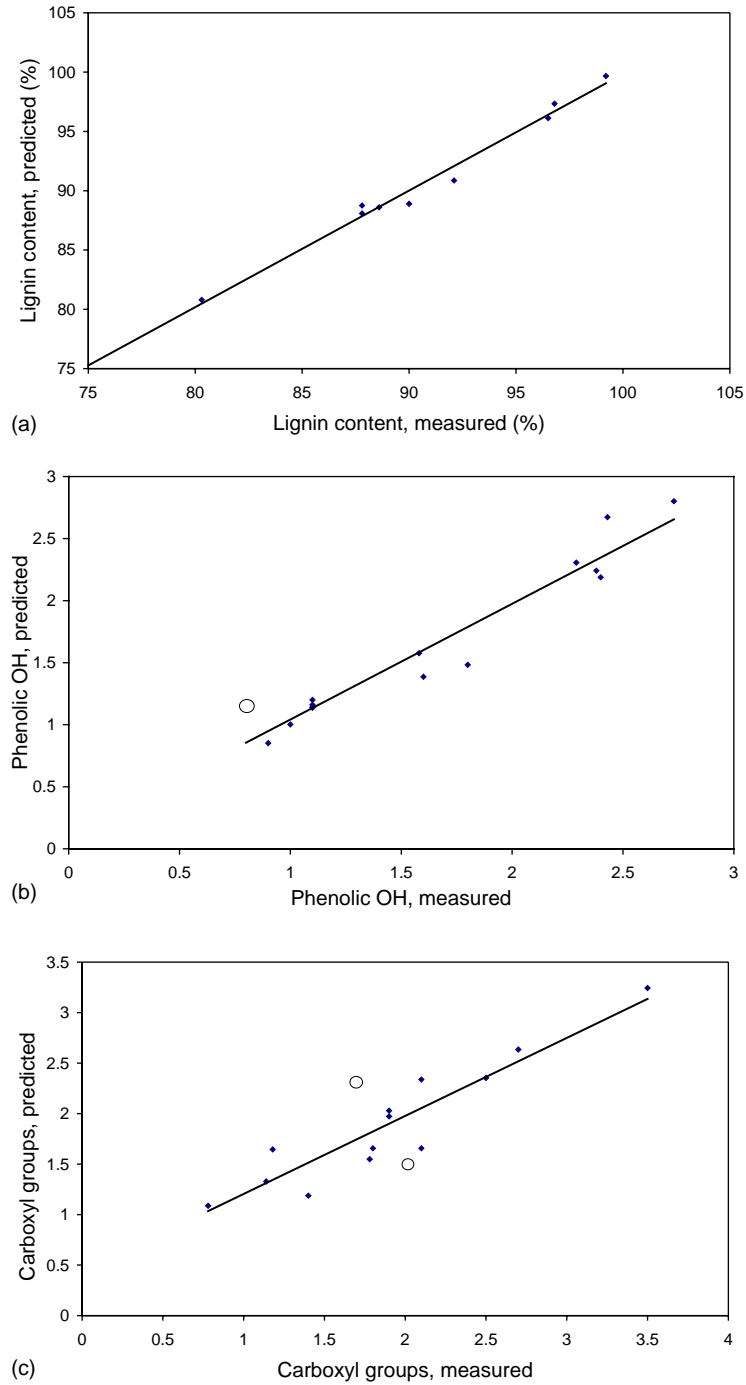 105
100
95
90
85
80
75
75 80 85 90 95 100 105
Lignin content, predicted (%)
Lignin content, measured (%)
(a)
3
2.5
2
1.5
1
0.5
0
0 0.5 1 1.5 2 2.5 3
Phenolic OH, predicted
Phenolic OH, measured
(b)
3.5
3
2.5
2
1.5
1
0.5
0
0 0.5 1 1.5 2 2.5 3 3.5 4
Carboxyl groups, predicted
Carboxyl groups, measured
(c)